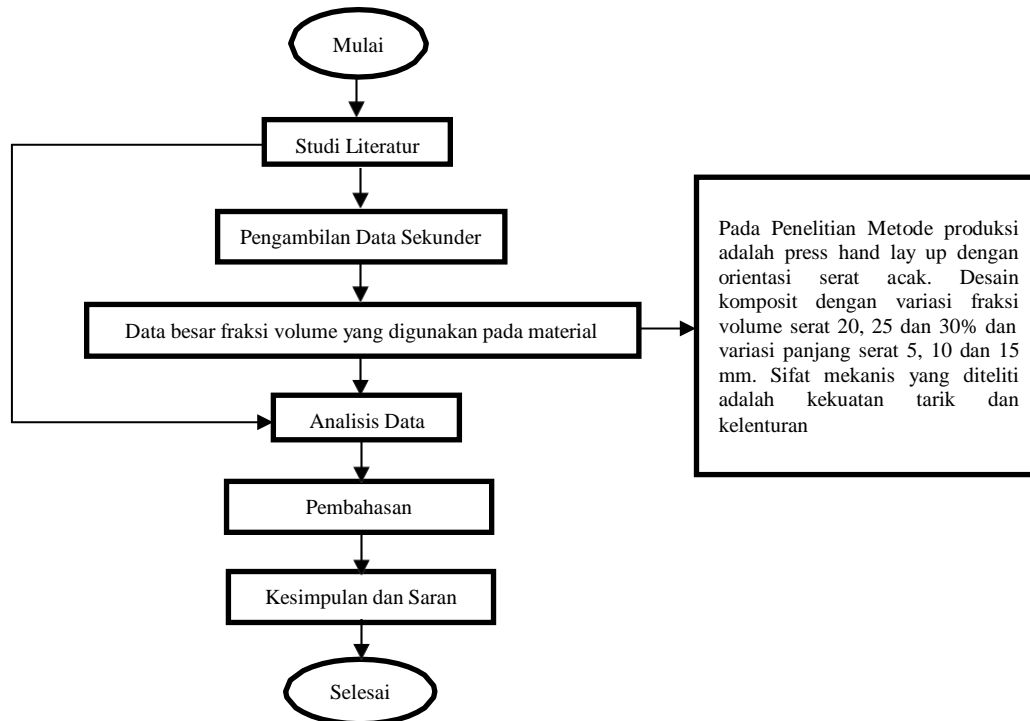 Mulai
Studi Literatur
Pengambilan Data Sekunder
Data besar fraksi volume yang digunakan pada material
Pada Penelitian Metode produksi
adalah press hand lay up dengan
orientasi serat acak. Desain
komposit dengan variasi fraksi
volume serat 20, 25 dan 30% dan
variasi panjang serat 5, 10 dan 15
mm. Sifat mekanis yang diteliti
adalah kekuatan tarik dan
kelenturan
Analisis Data
Pembahasan
Kesimpulan dan Saran
Selesai